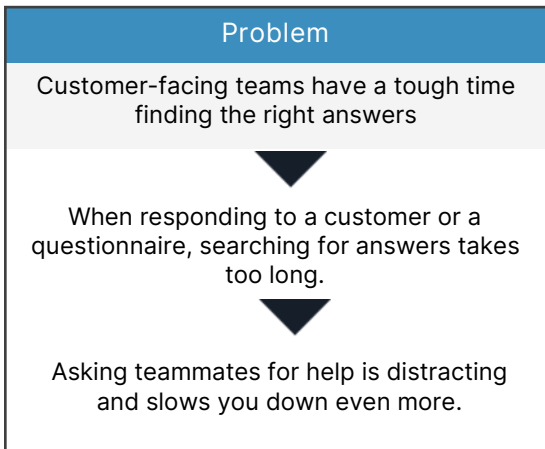 Problem
Customer-facing teams have a tough time
finding the right answers
When responding to a customer or a
questionnaire, searching for answers takes
too long.
Asking teammates for help is distracting
and slows you down even more.